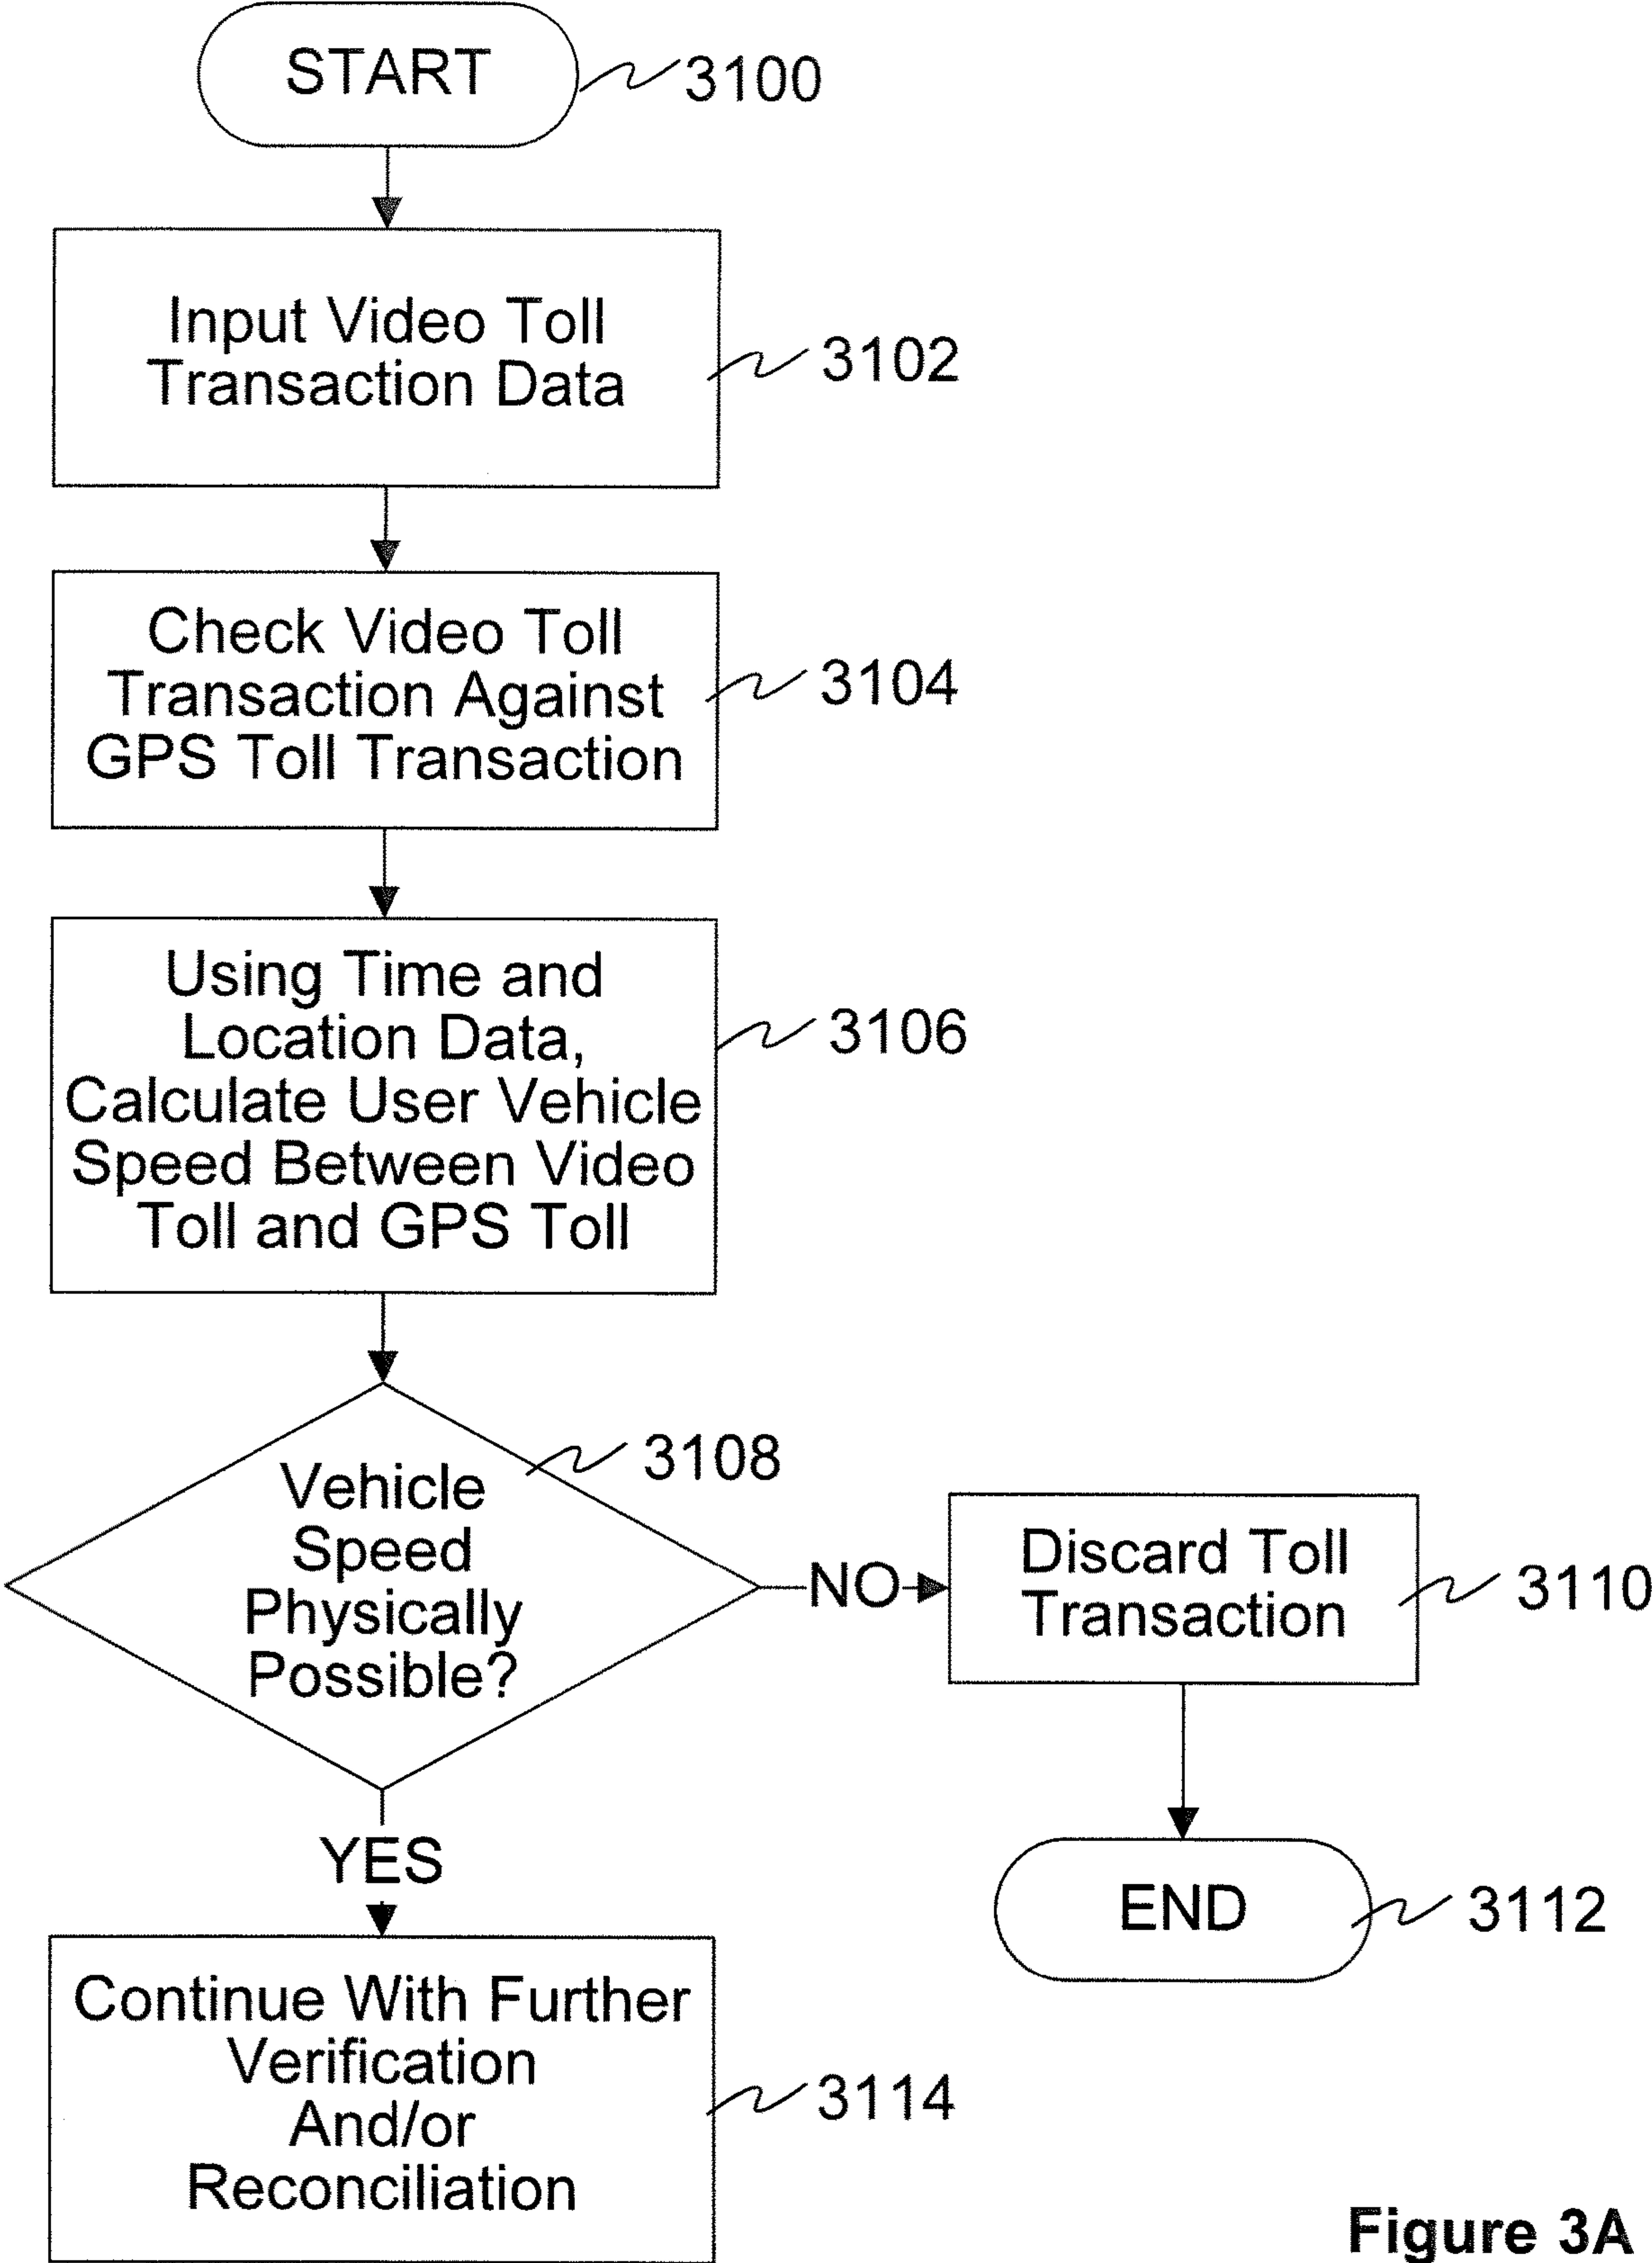 START
3100
Input Video Toll
Transaction Data
3102
Check Video Toll
Transaction Against
GPS Toll Transaction
3104
Using Time and
Location Data,
Calculate User Vehicle
Speed Between Video
Toll and GPS Toll
3106
Vehicle
Speed
Physically
Possible?
3108
NO
Discard Toll
Transaction
3110
YES
END
3112
Continue With Further
Verification
And/or
Reconciliation
3114
Figure 3A